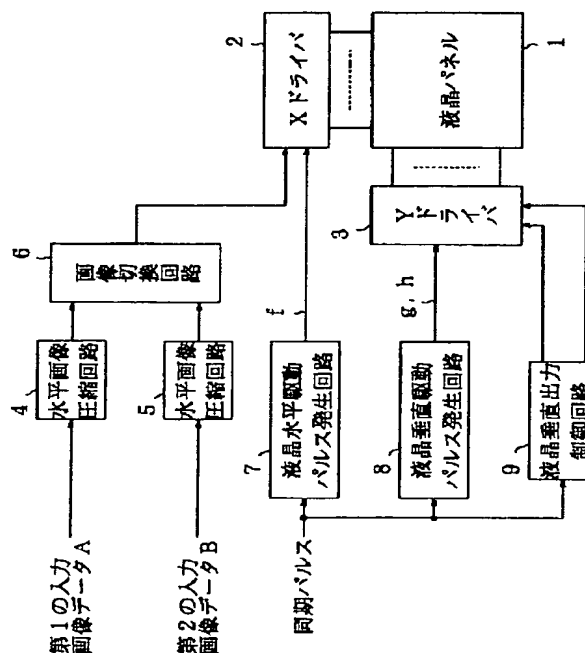 第1の入力
画像データA
第2の入力
画像データB
同期パルス
4
水平画像
圧縮回路
5
水平画像
圧縮回路
6
画像切換回路
7
液晶水平駆動
パルス発生回路
8
液晶垂直駆動
パルス発生回路
9
液晶垂直出力
制御回路
f
g, h
2
Xドライバ
3
Yドライバ
液晶パネル
1